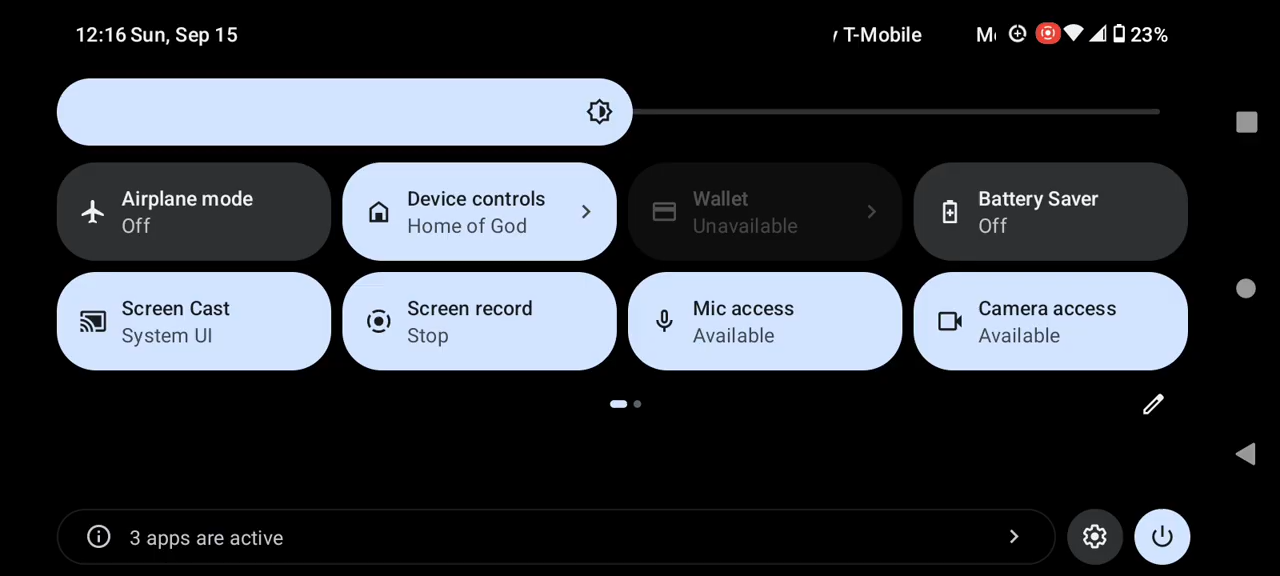 12:16 Sun, Sep 15
T-Mobile
23%
Airplane mode
Off
Device controls
Home of God
Wallet
Unavailable
Battery Saver
Off
Screen Cast
System UI
Screen record
Stop
Mic access
Available
Camera access
Available
3 apps are active